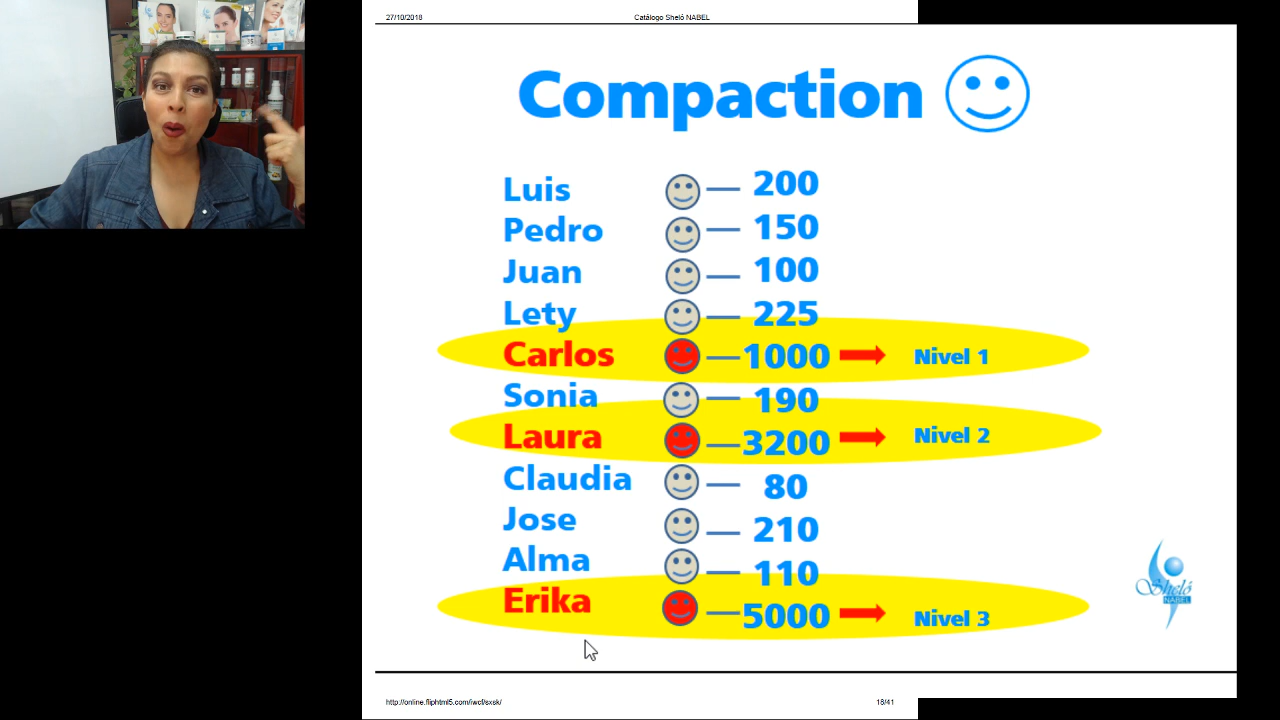 27/10/2018 Catálogo Sheló NABEL
Compaction
Luis 200
Pedro 150
Juan 100
Lety 225
Carlos 1000 Nivel 1
Sonia 190
Laura 3200 Nivel 2
Claudia 80
Jose 210
Alma 110
Erika 5000 Nivel 3
Sheló
NABEL
http://online.fliphtml5.com/iwcf/sxsk/ 18/41